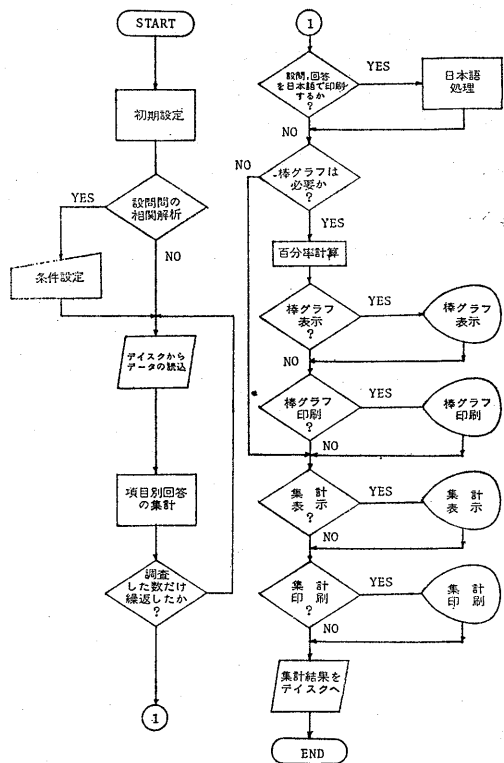 START
初期設定
設問間の
相関解析
YES
NO
条件設定
デイスクから
データの読込
項目別回答
の集計
調査
した数だけ
繰返したか
?
1
1
設問,回答
を日本語で印刷
するか
?
YES
日本語
処理
NO
棒グラフは
必要か
?
NO
YES
百分率計算
棒グラフ
表示
?
YES
棒グラフ
表示
NO
棒グラフ
印刷
?
YES
棒グラフ
印刷
NO
集計
表示
?
YES
集計
表示
NO
集計
印刷
?
YES
集計
印刷
NO
集計結果を
デイスクへ
END